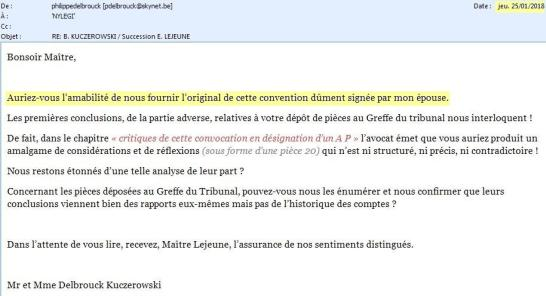 De : philippedelbrouck [pdelbrouck@skynet.be] Date : jeu. 25/01/2018
À : 'NYLEGI'
Cc :
Objet : RE: B. KUCZEROWSKI / Succession E. LEJEUNE
Bonsoir Maître,
Auriez-vous l'amabilité de nous fournir l'original de cette convention dûment signée par mon épouse.
Les premières conclusions, de la partie adverse, relatives à votre dépôt de pièces au Greffe du tribunal nous interloquent !
De fait, dans le chapitre « critiques de cette convocation en désignation d'un A P » l'avocat émet que vous auriez produit un
amalgame de considérations et de réflexions (sous forme d'une pièce 20) qui n'est ni structuré, ni précis, ni contradictoire !
Nous restons étonnés d'une telle analyse de leur part ?
Concernant les pièces déposées au Greffe du Tribunal, pouvez-vous nous les énumérer et nous confirmer que leurs
conclusions viennent bien des rapports eux-mêmes mais pas de l'historique des comptes ?
Dans l'attente de vous lire, recevez, Maitre Lejeune, l'assurance de nos sentiments distingués.
Mr et Mme Delbrouck Kuczerowski